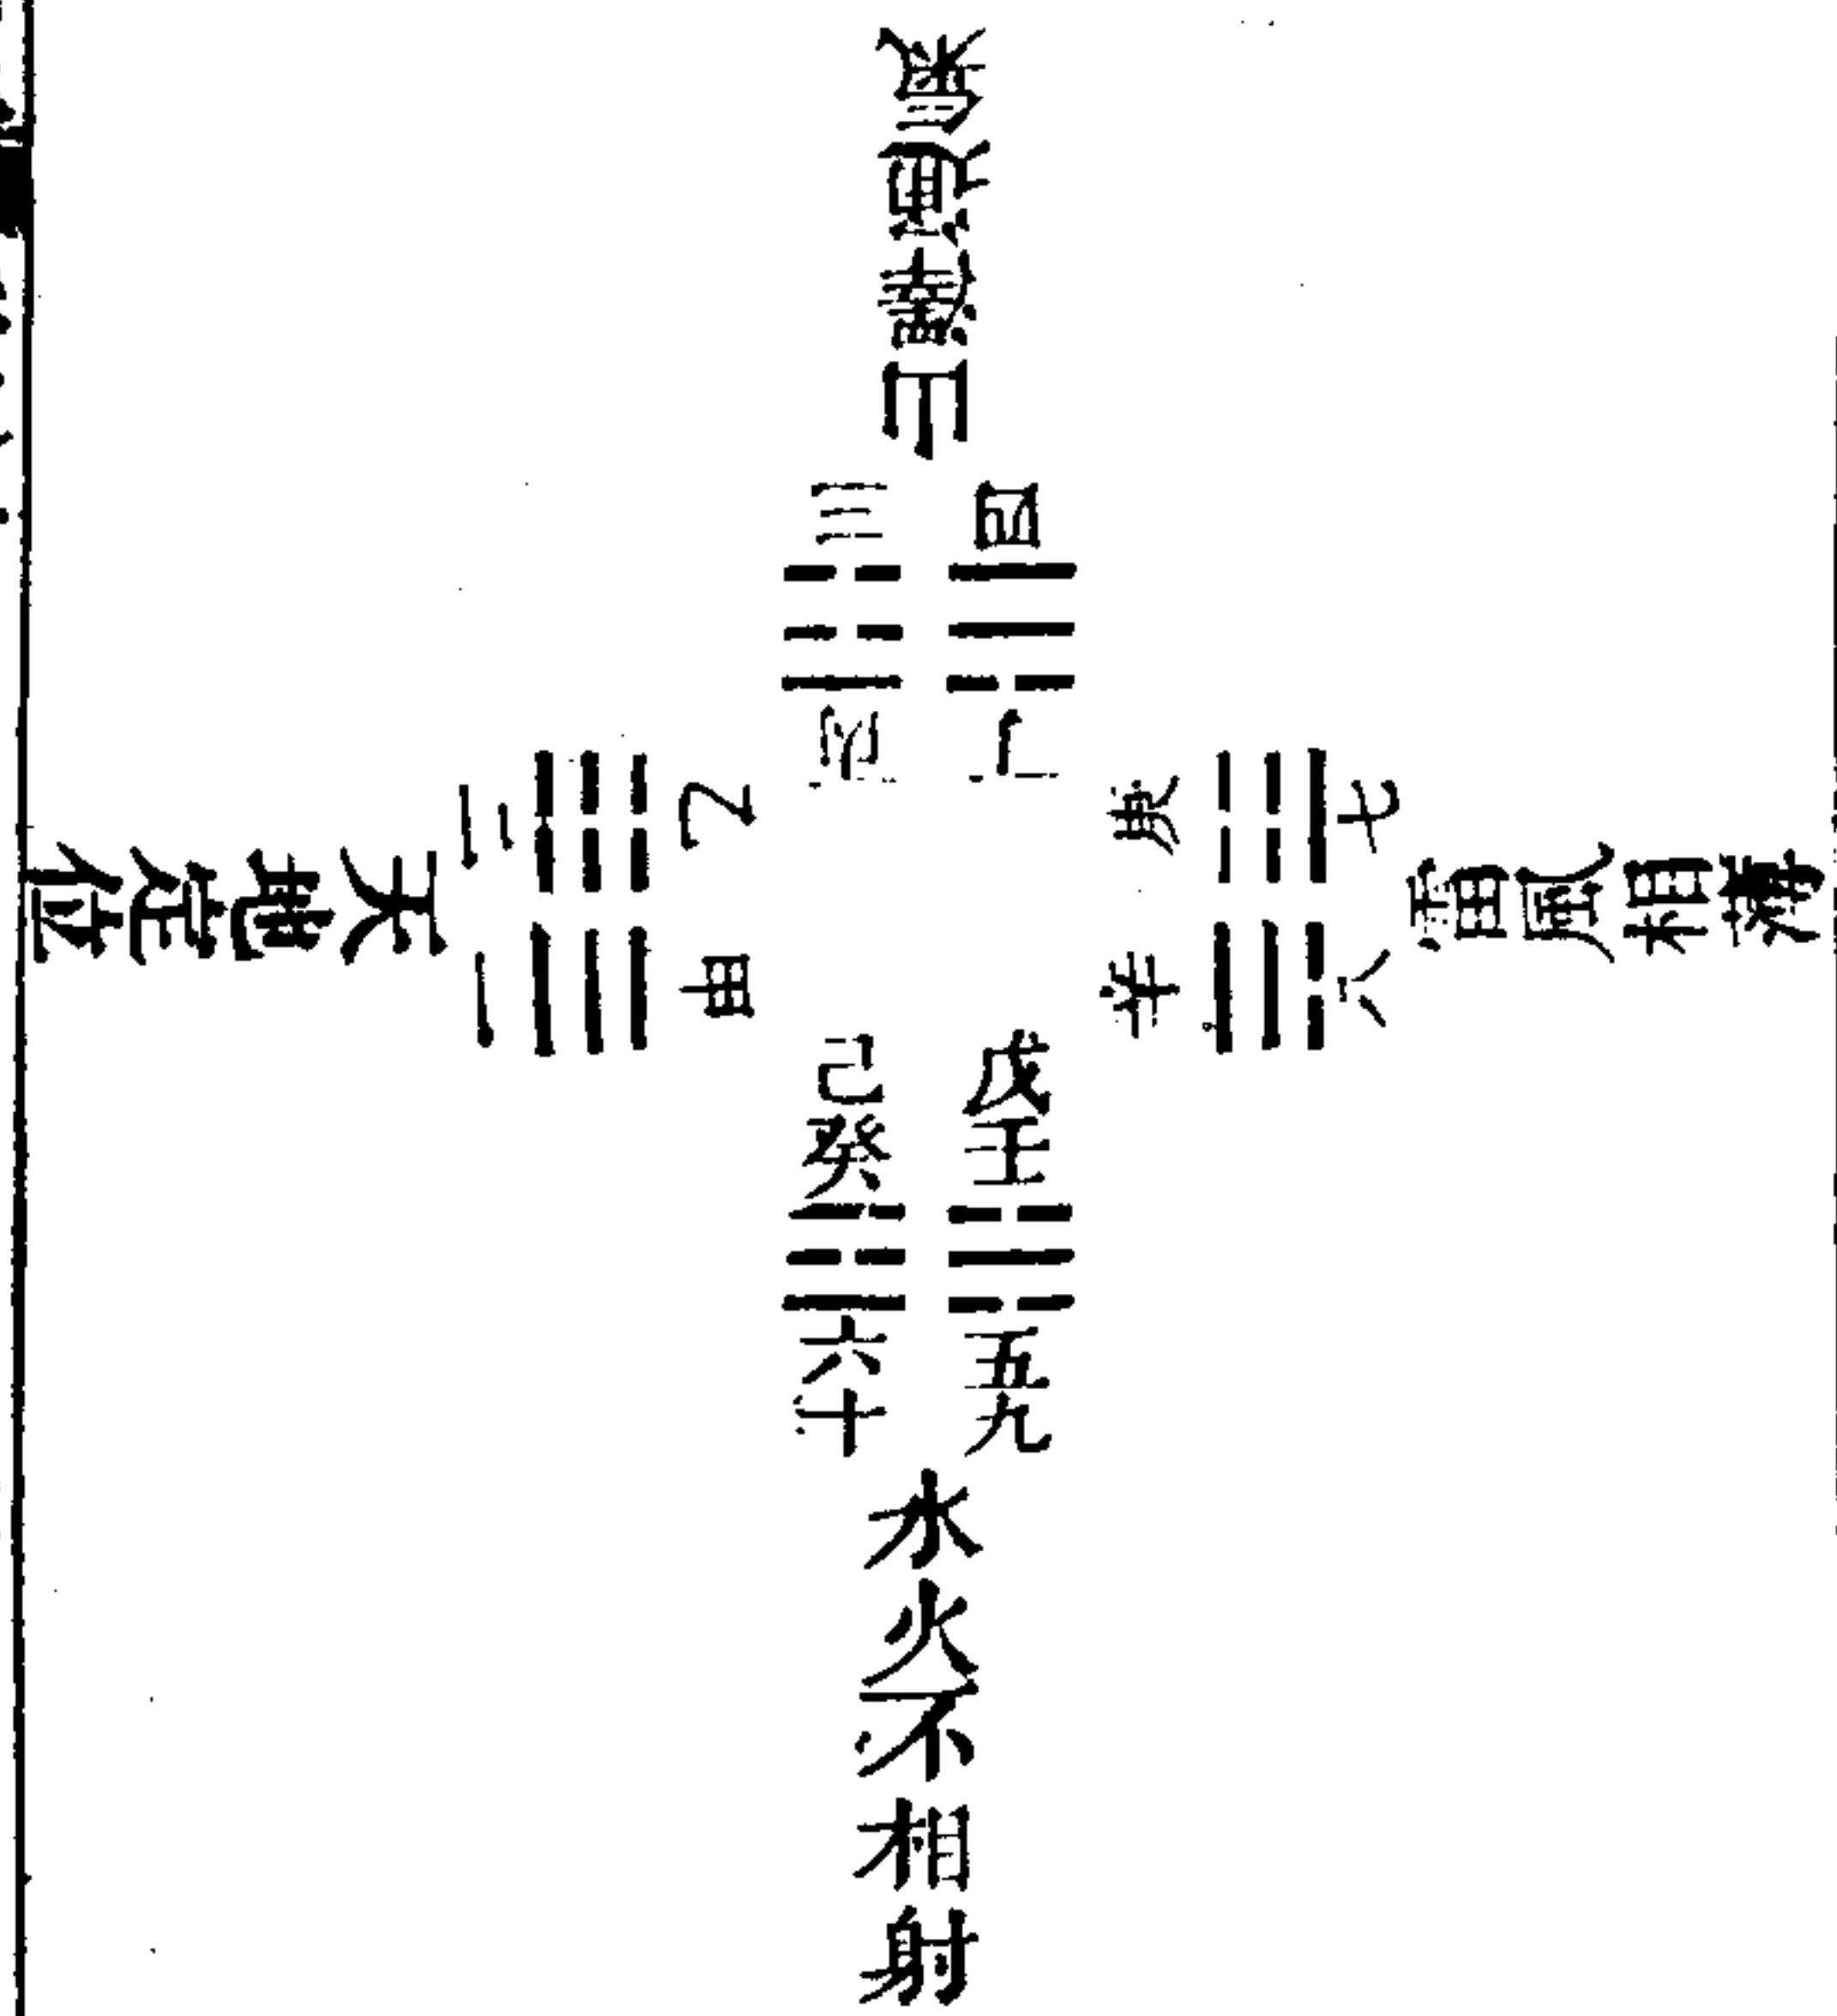 山澤通氣
三丙
四丁
天地定位
二乙
一甲
庚七
辛八
雷風相薄
戊壬五九
己癸六十
水火不相射